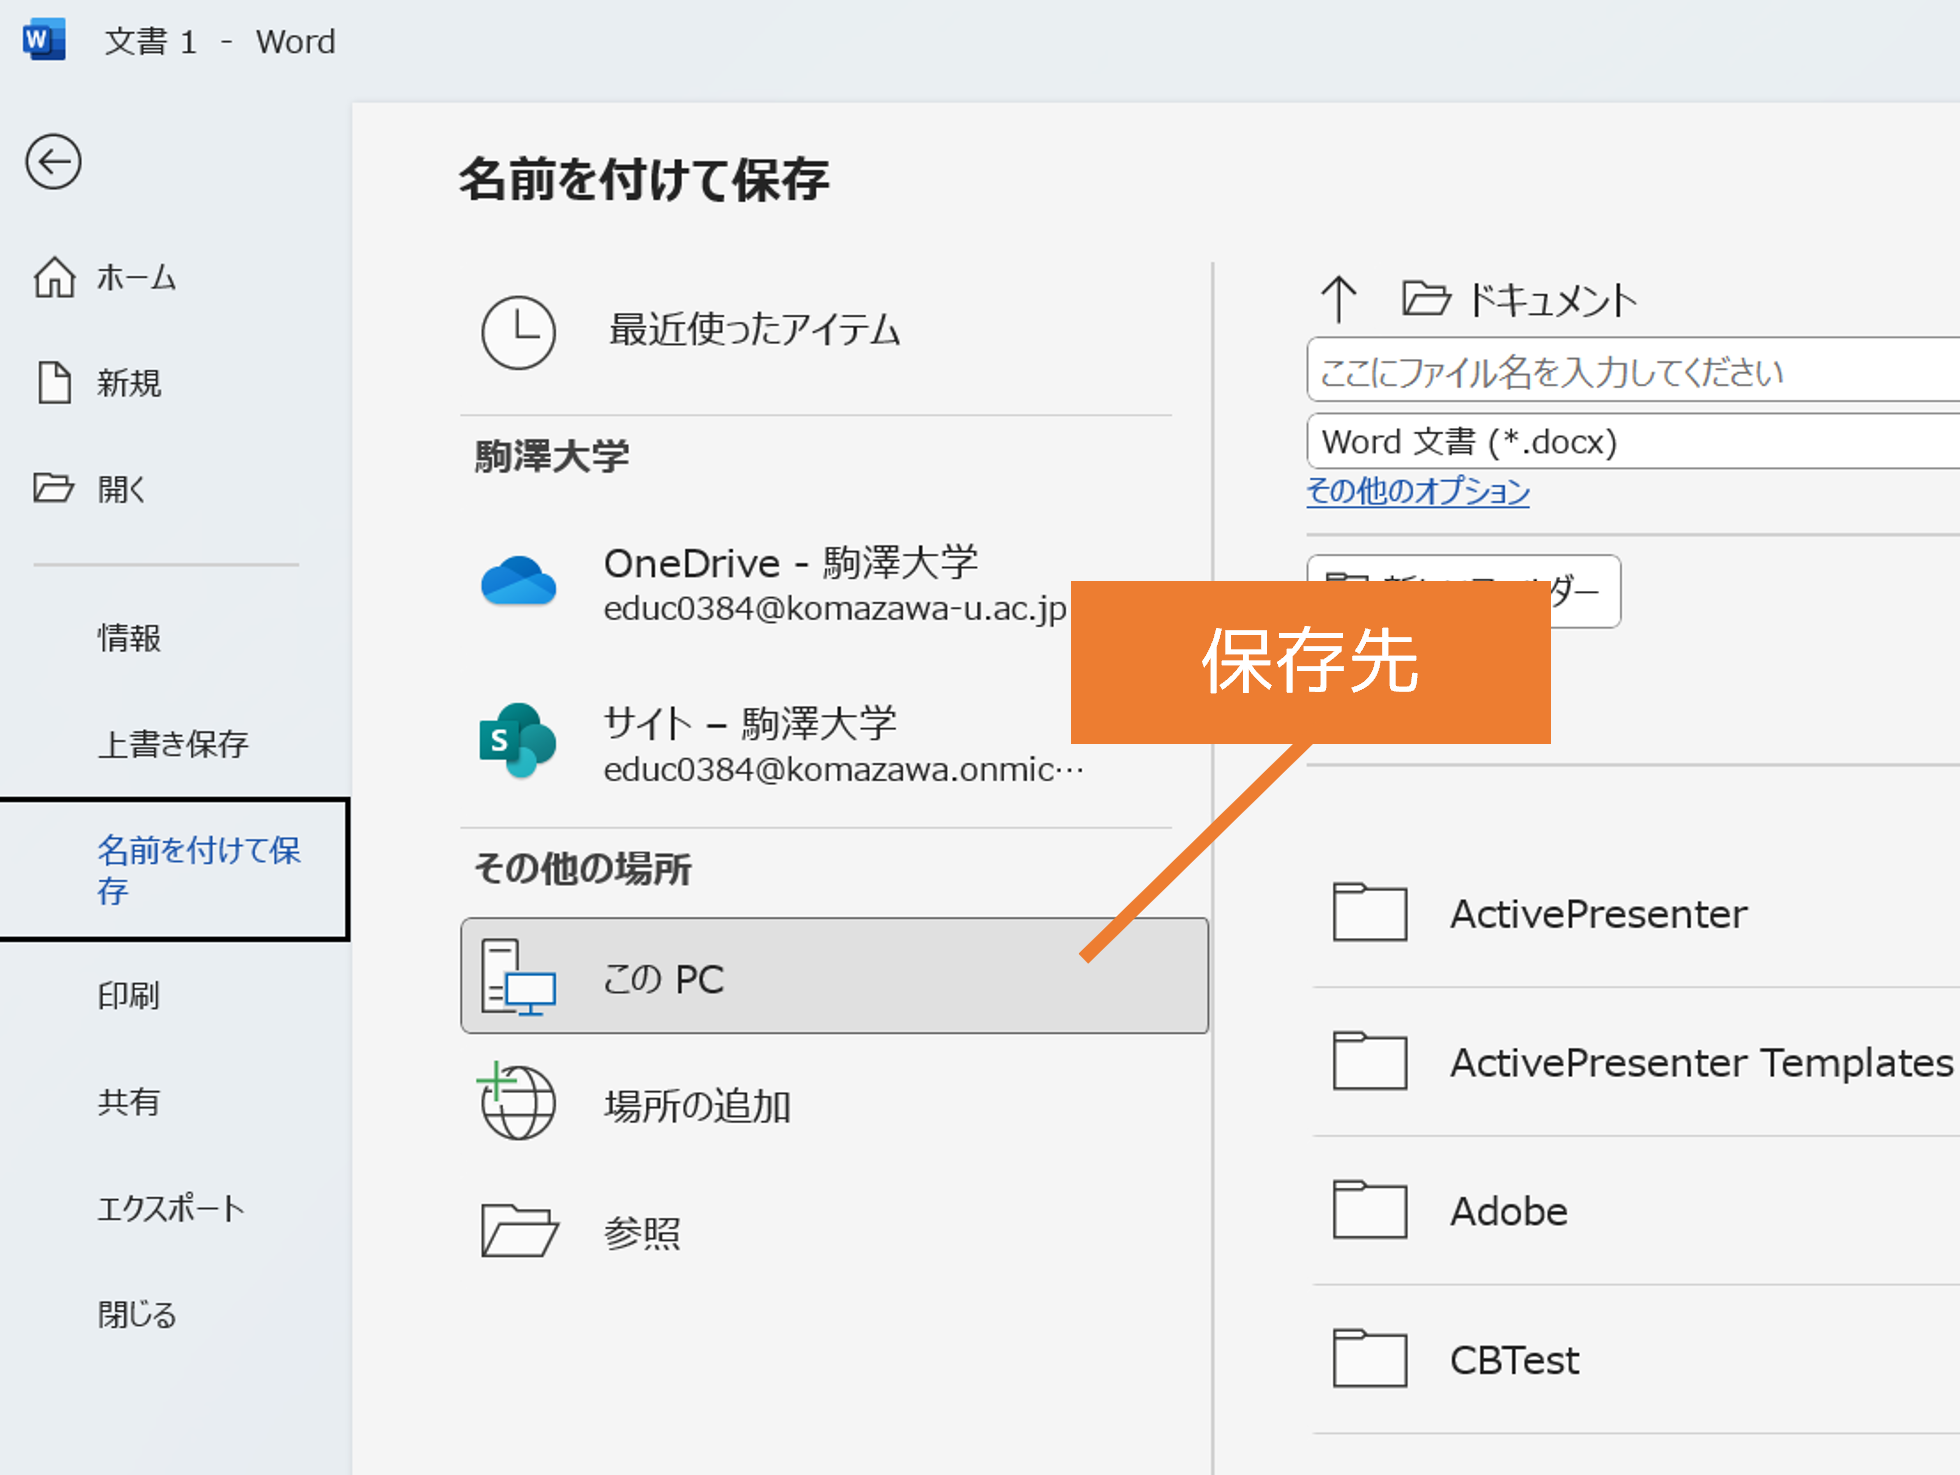 文書 1 - Word
ホーム
新規
開く
情報
上書き保存
名前を付けて保
存
印刷
共有
エクスポート
閉じる
名前を付けて保存
最近使ったアイテム
駒澤大学
OneDrive - 駒澤大学
educ0384@komazawa-u.ac.jp
サイト – 駒澤大学
educ0384@komazawa.onmic…
その他の場所
この PC
場所の追加
参照
保存先
ドキュメント
ここにファイル名を入力してください
Word 文書 (*.docx)
その他のオプション
ActivePresenter
ActivePresenter Templates
Adobe
CBTest